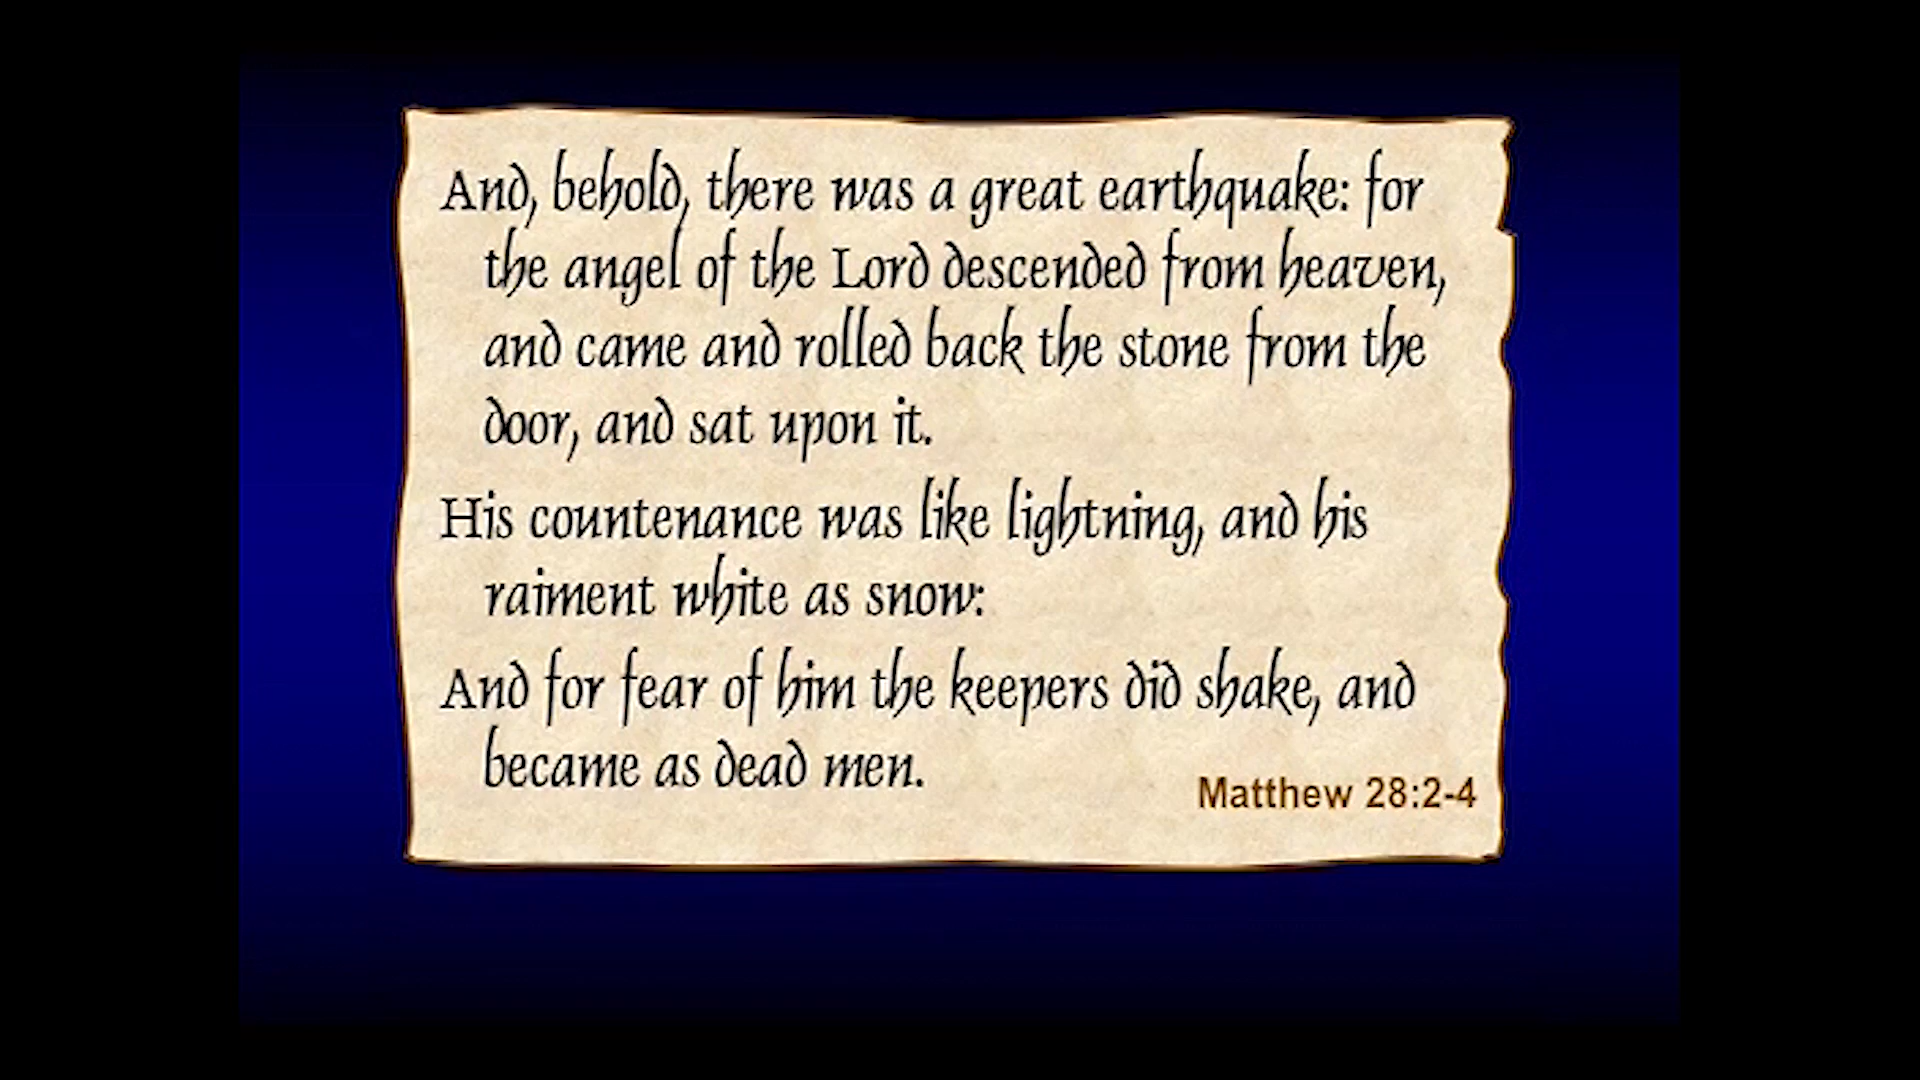 And, behold, there was a great earthquake: for
the angel of the Lord descended from heaven,
and came and rolled back the stone from the
door, and sat upon it.
His countenance was like lightning, and his
raiment white as snow:
And for fear of him the keepers did shake, and
became as dead men.
Matthew 28:2-4